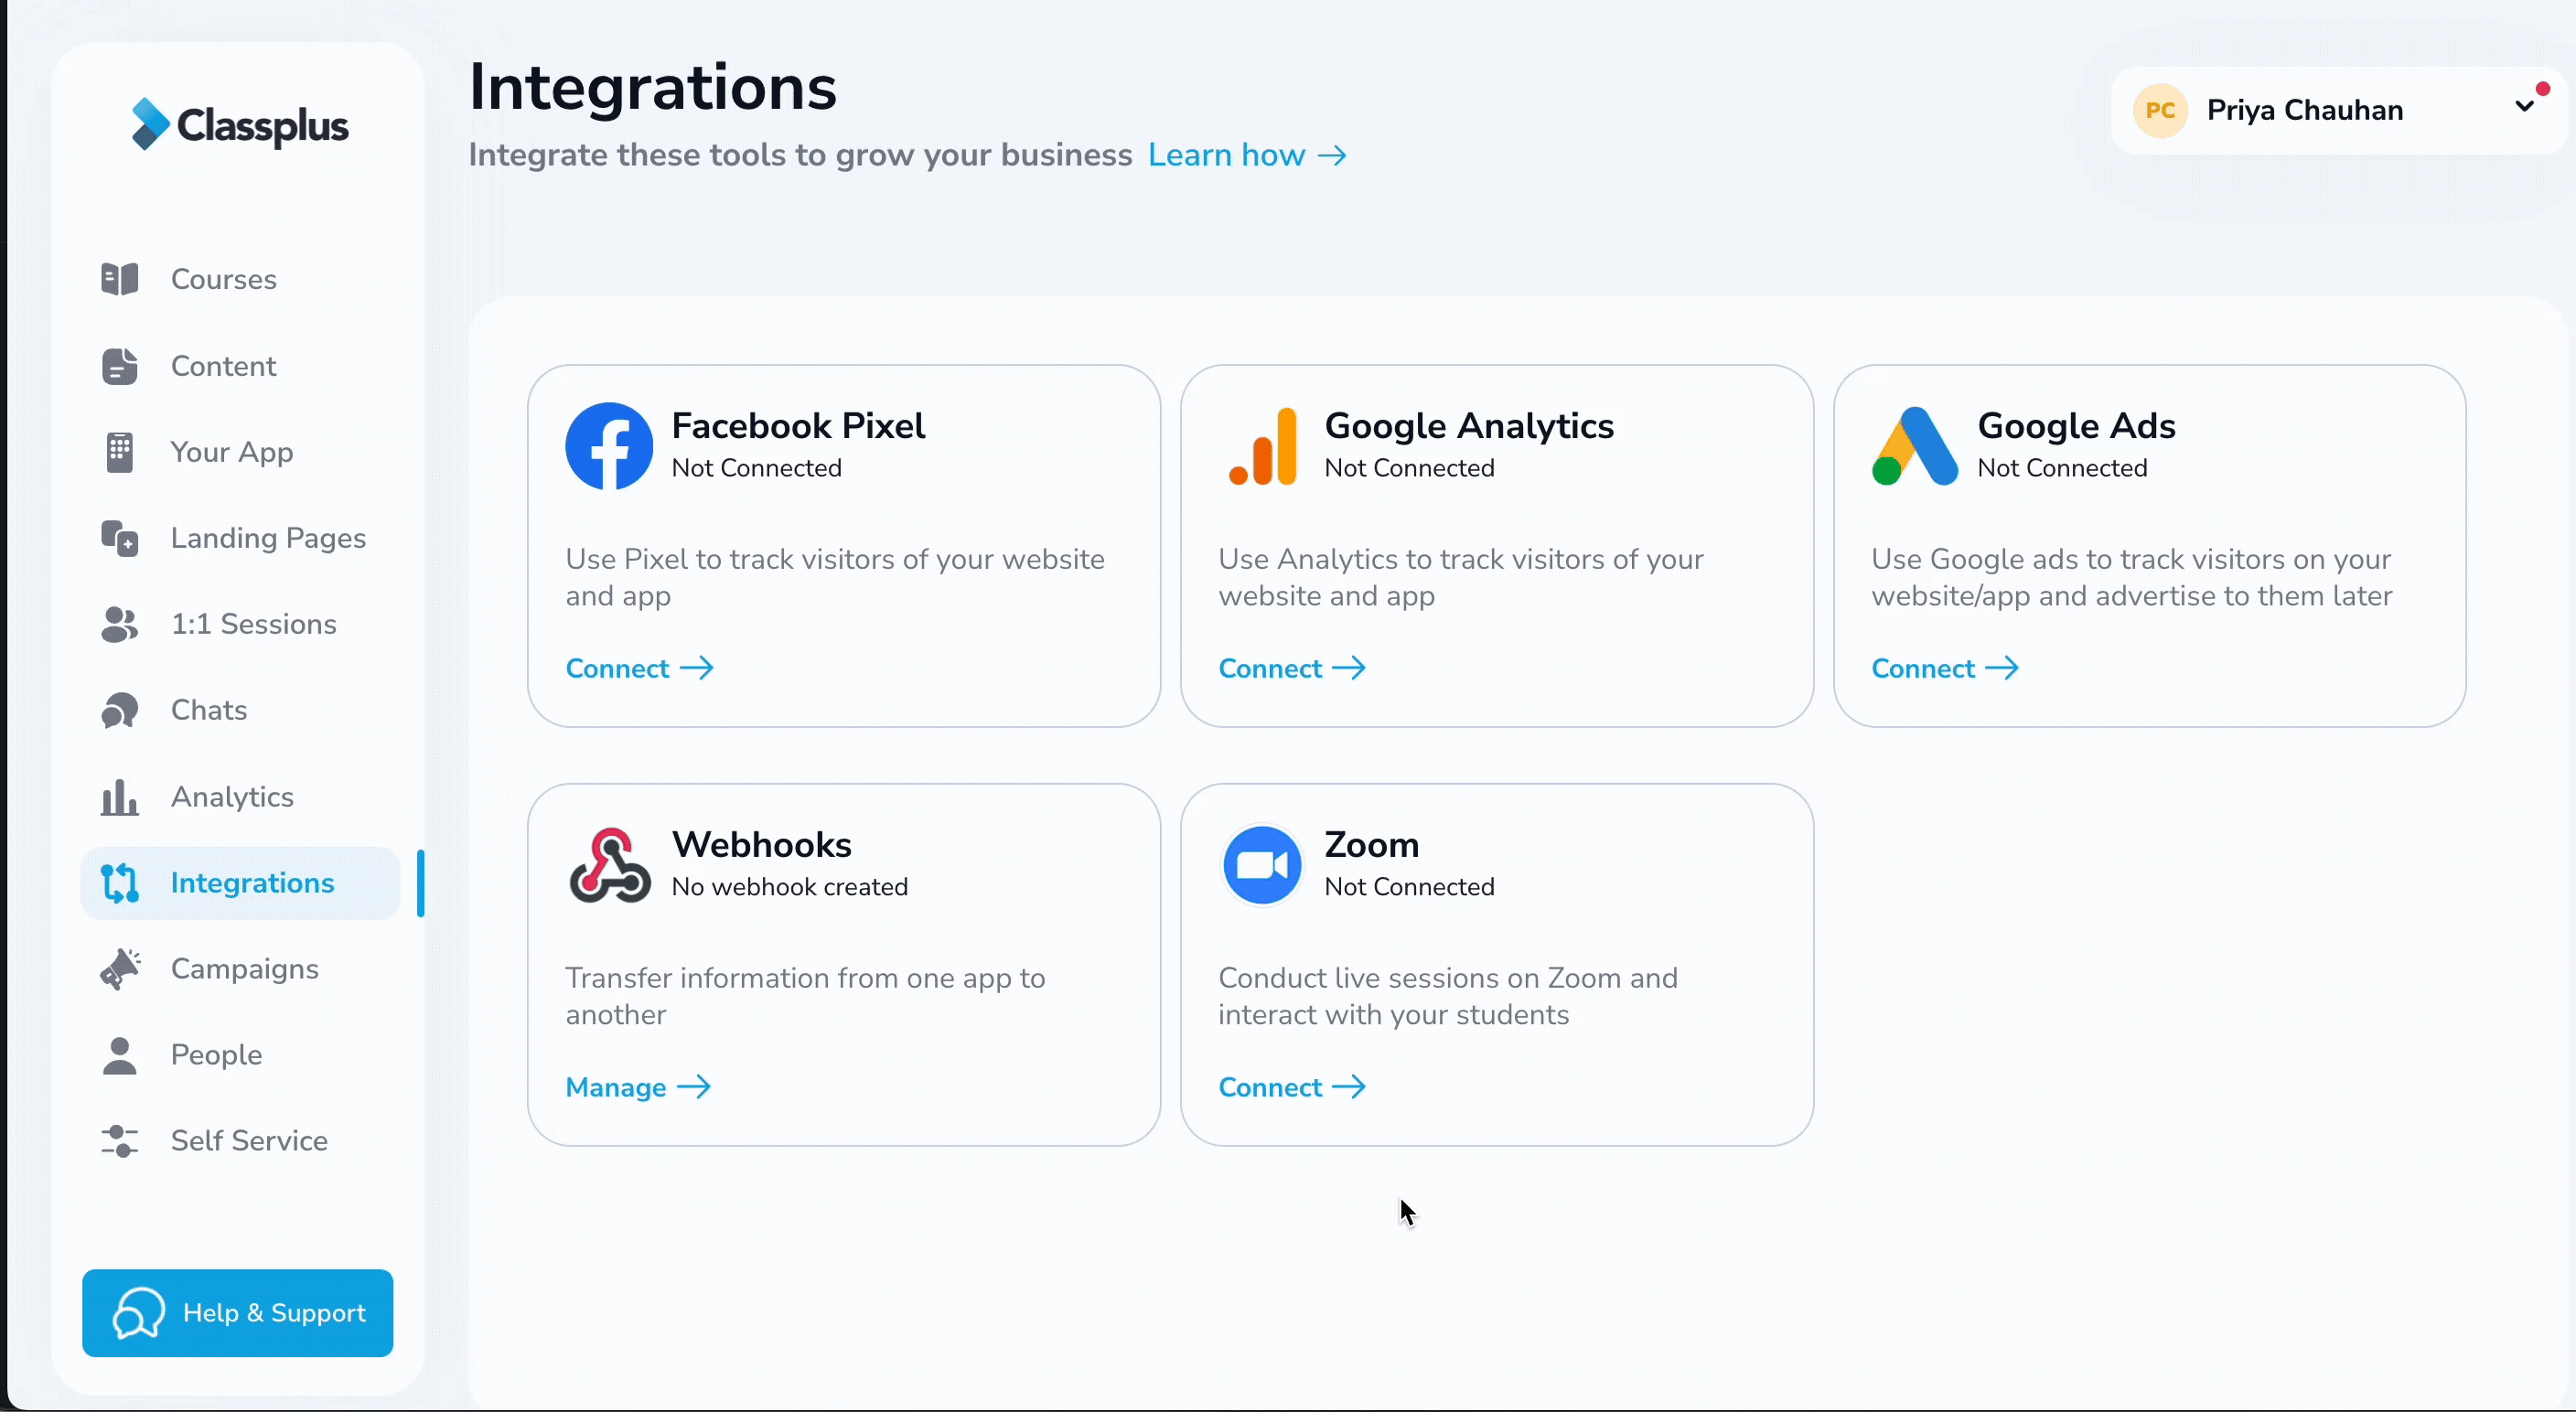 Classplus
Courses
Content
Your App
Landing Pages
1:1 Sessions
Chats
Analytics
Integrations
Campaigns
People
Self Service
Help & Support
Integrations
Integrate these tools to grow your business Learn how →
PC Priya Chauhan
Facebook Pixel
Not Connected
Use Pixel to track visitors of your website
and app
Connect →
Google Analytics
Not Connected
Use Analytics to track visitors of your
website and app
Connect →
Google Ads
Not Connected
Use Google ads to track visitors on your
website/app and advertise to them later
Connect →
Webhooks
No webhook created
Transfer information from one app to
another
Manage →
Zoom
Not Connected
Conduct live sessions on Zoom and
interact with your students
Connect →